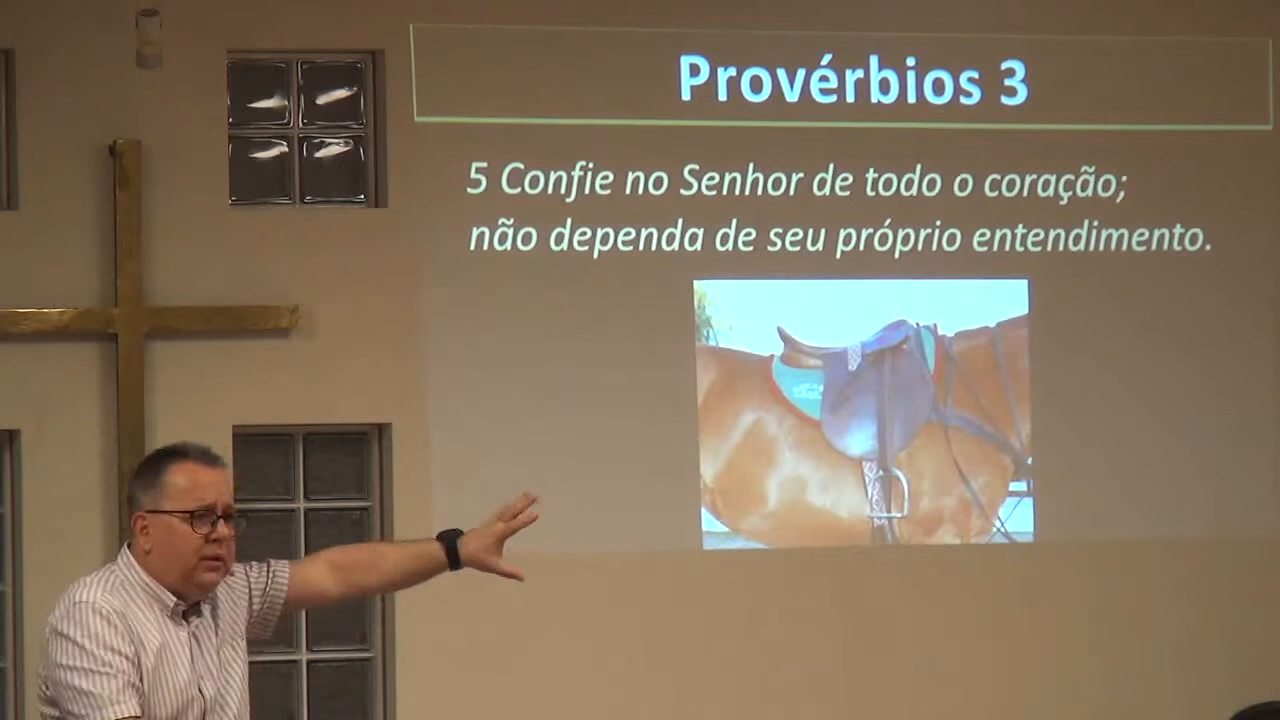 Provérbios 3
5 Confie no Senhor de todo o coração;
não dependa de seu próprio entendimento.